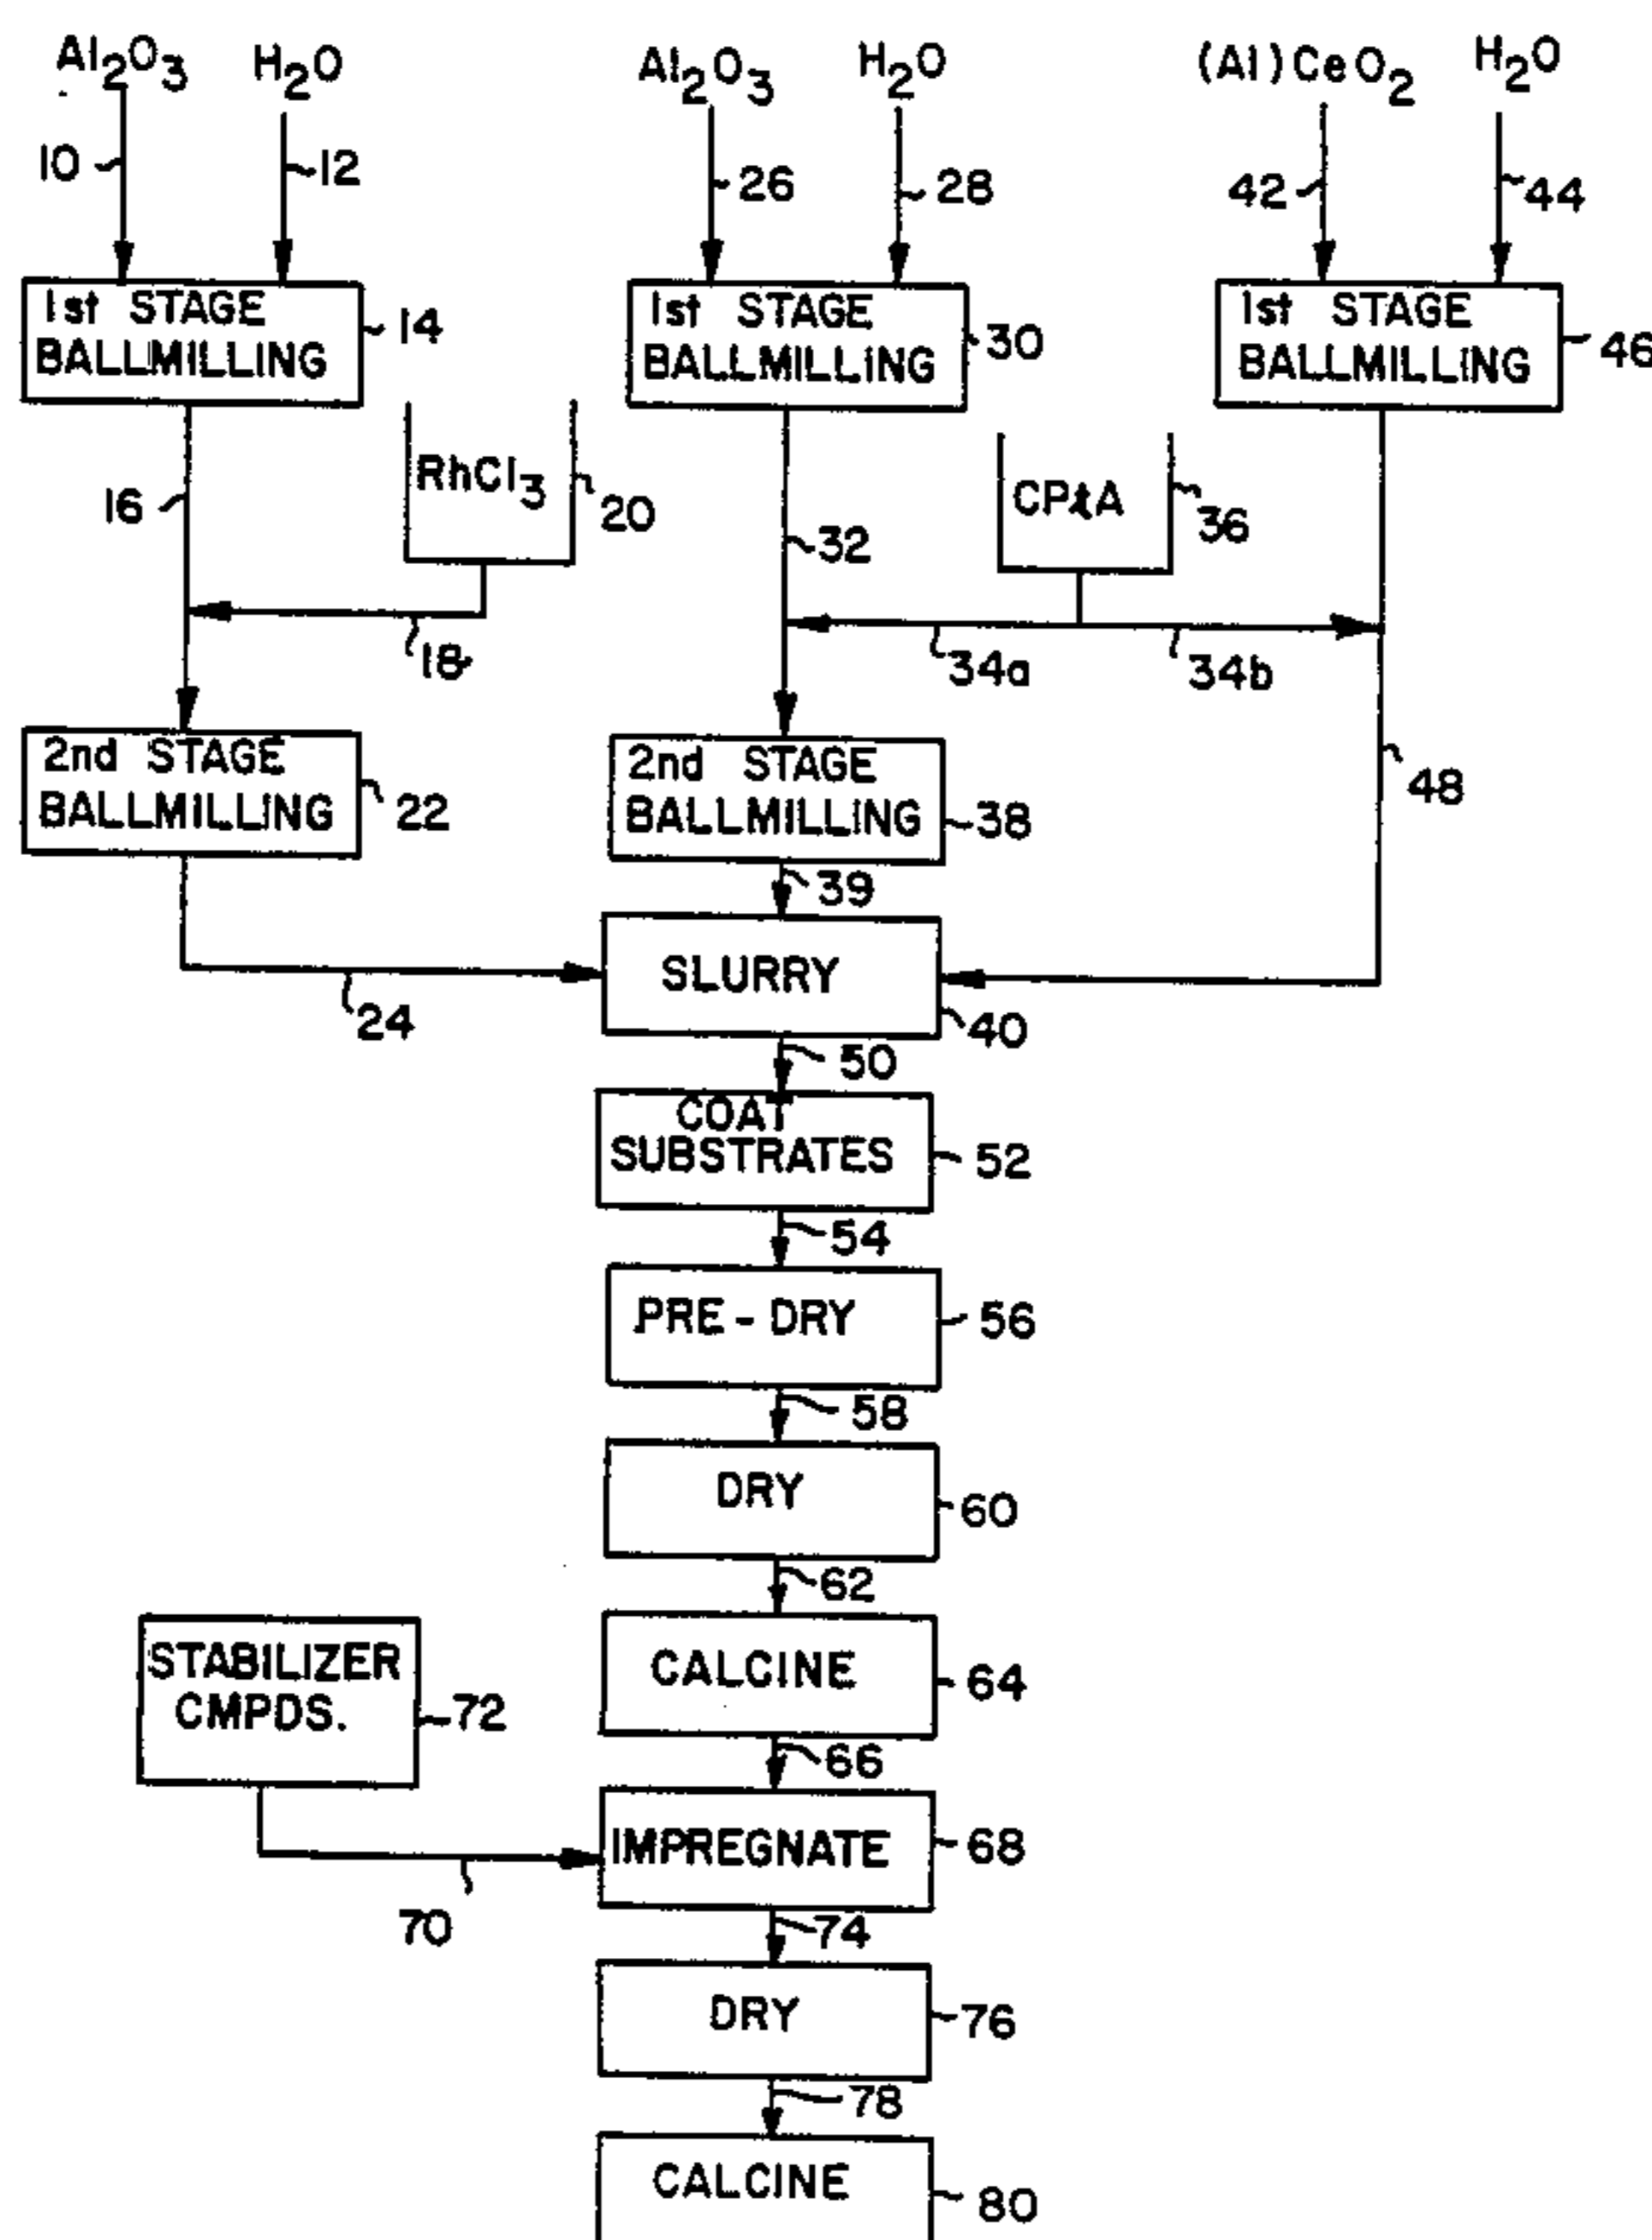 Al2O3 H2O Al2O3 H2O (Al)CeO2 H2O
10 12 26 28 42 44
1st STAGE
BALLMILLING
14
1st STAGE
BALLMILLING
30
1st STAGE
BALLMILLING
46
16
RhCl3
20
18
32
CPtA
36
34a
34b
48
2nd STAGE
BALLMILLING
22
2nd STAGE
BALLMILLING
38
39
24
SLURRY
40
50
COAT
SUBSTRATES
52
54
PRE-DRY
56
58
DRY
60
62
CALCINE
64
66
STABILIZER
CMPDS.
72
70
IMPREGNATE
68
74
DRY
76
78
CALCINE
80